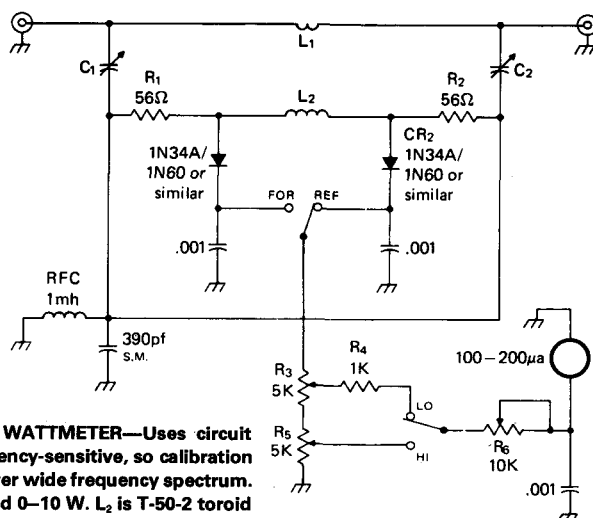 L1
C1
R1
56Ω
L2
R2
56Ω
C2
1N34A/
1N60 or
similar
CR2
1N34A/
1N60 or
similar
FOR
REF
.001
.001
RFC
1mh
390pf
S.M.
R3
5K
R4
1K
LO
100–200µa
R5
5K
HI
R6
10K
.001
WATTMETER—Uses circuit
ency-sensitive, so calibration
er wide frequency spectrum.
d 0–10 W. L2 is T-50-2 toroid